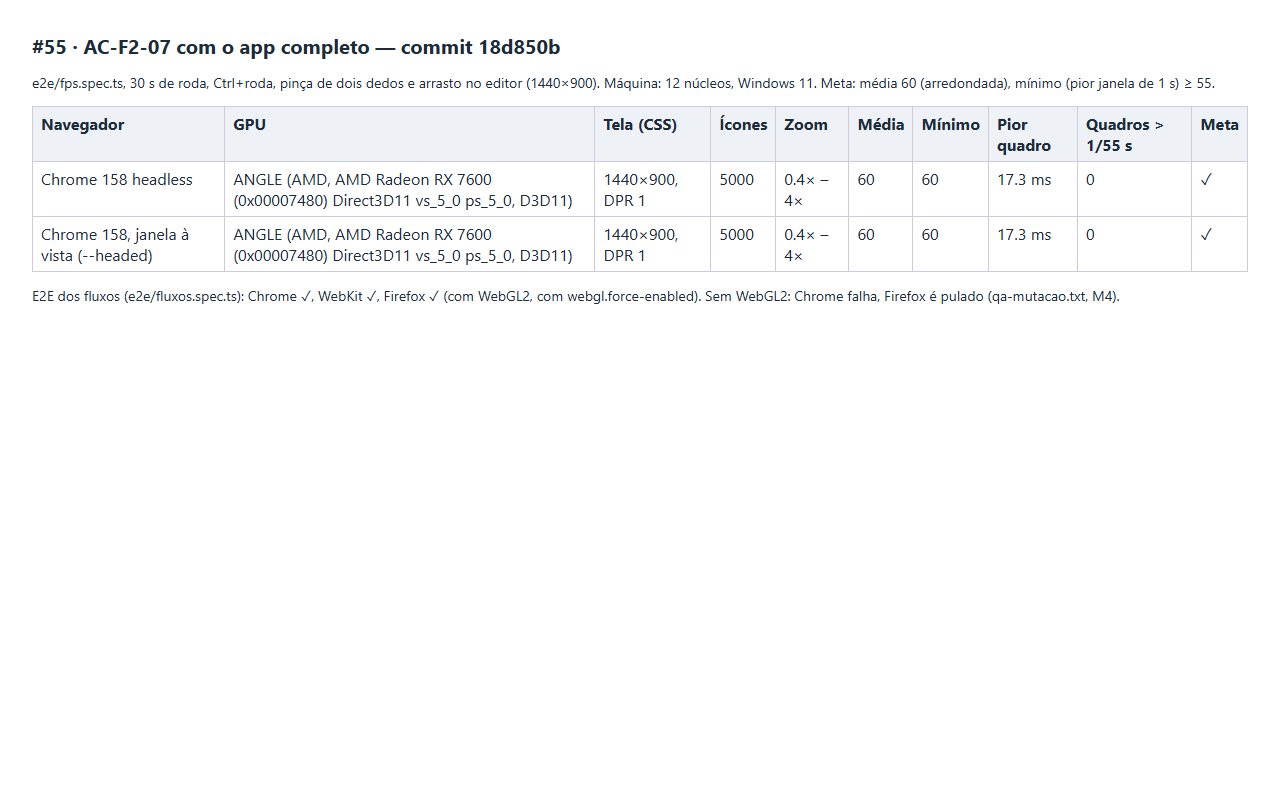 #55 · AC-F2-07 com o app completo — commit 18d850b
e2e/fps.spec.ts, 30 s de roda, Ctrl+roda, pinça de dois dedos e arrasto no editor (1440×900). Máquina: 12 núcleos, Windows 11. Meta: média 60 (arredondada), mínimo (pior janela de 1 s) ≥ 55.
Navegador GPU Tela (CSS) Ícones Zoom Média Mínimo Pior quadro Quadros > 1/55 s Meta
Chrome 158 headless ANGLE (AMD, AMD Radeon RX 7600 (0x00007480) Direct3D11 vs_5_0 ps_5_0, D3D11) 1440×900, DPR 1 5000 0.4× – 4× 60 60 17.3 ms 0 ✓
Chrome 158, janela à vista (--headed) ANGLE (AMD, AMD Radeon RX 7600 (0x00007480) Direct3D11 vs_5_0 ps_5_0, D3D11) 1440×900, DPR 1 5000 0.4× – 4× 60 60 17.3 ms 0 ✓
E2E dos fluxos (e2e/fluxos.spec.ts): Chrome ✓, WebKit ✓, Firefox ✓ (com WebGL2, com webgl.force-enabled). Sem WebGL2: Chrome falha, Firefox é pulado (qa-mutacao.txt, M4).